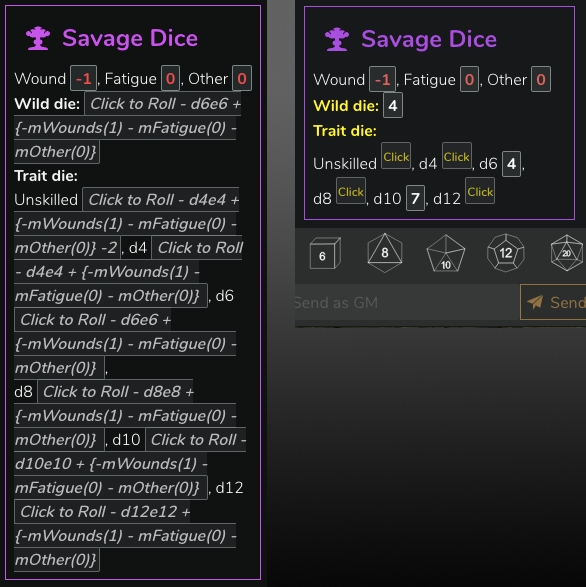 Savage Dice
Wound -1, Fatigue 0, Other 0
Wild die: Click to Roll - d6e6 +
{-mWounds(1) - mFatigue(0) -
mOther(0)}
Trait die:
Unskilled Click to Roll - d4e4 +
{-mWounds(1) - mFatigue(0) -
mOther(0)} -2 , d4 Click to Roll
- d4e4 + {-mWounds(1) -
mFatigue(0) - mOther(0)} , d6
Click to Roll - d6e6 +
{-mWounds(1) - mFatigue(0) -
mOther(0)} ,
d8 Click to Roll - d8e8 +
{-mWounds(1) - mFatigue(0) -
mOther(0)} , d10 Click to Roll -
d10e10 + {-mWounds(1) -
mFatigue(0) - mOther(0)} , d12
Click to Roll - d12e12 +
{-mWounds(1) - mFatigue(0) -
mOther(0)}
Savage Dice
Wound -1, Fatigue 0, Other 0
Wild die: 4
Trait die:
Unskilled Click, d4 Click, d6 4,
d8 Click, d10 7, d12 Click
6 8 10 12 20
Send as GM Send